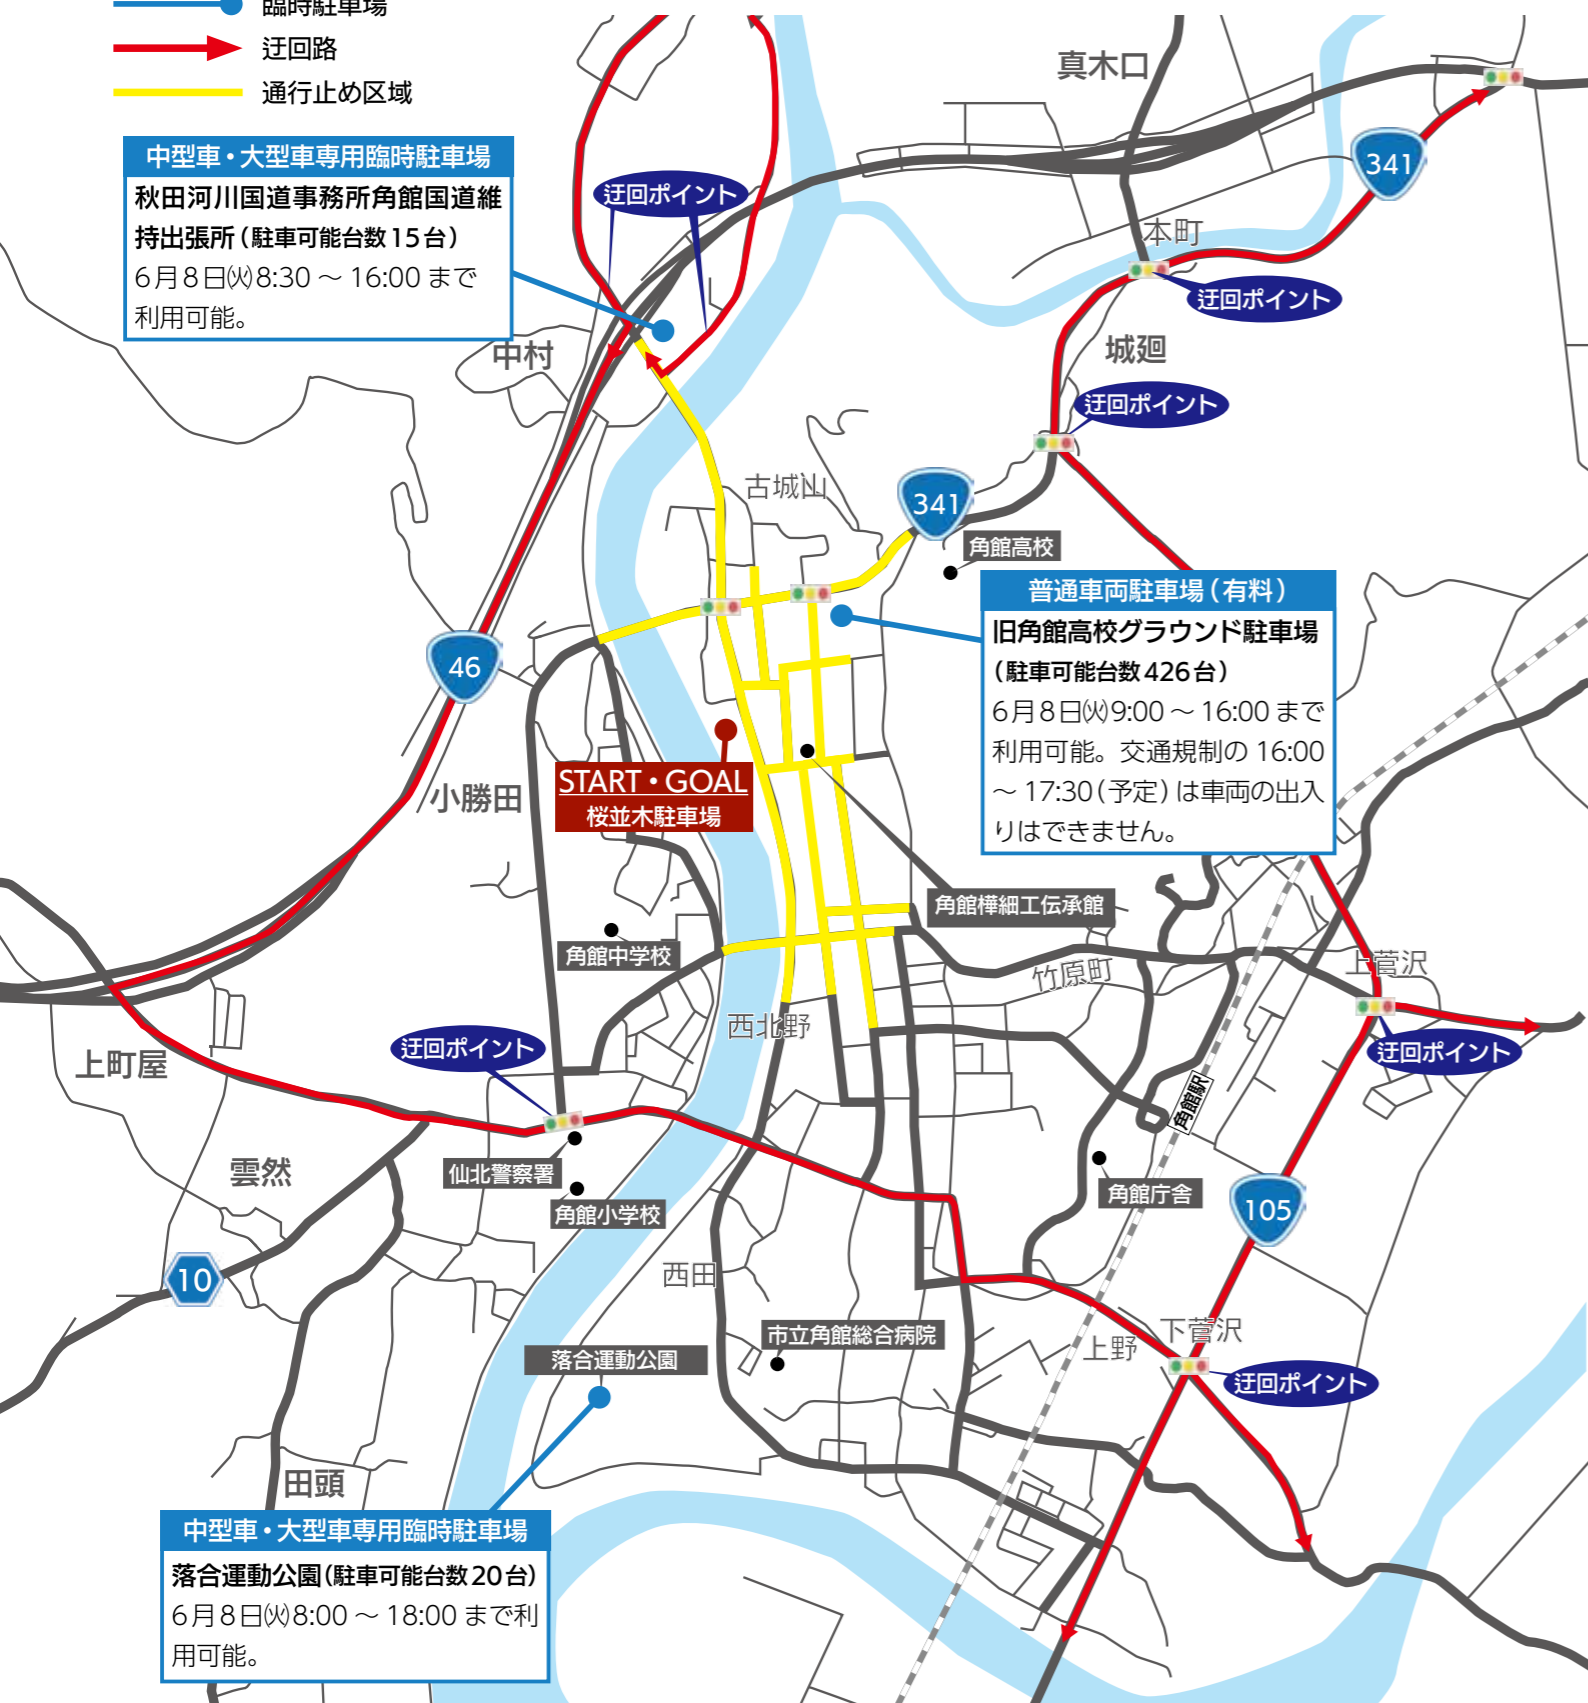 臨時駐車場
迂回路
通行止め区域
中型車・大型車専用臨時駐車場
秋田河川国道事務所角館国道維
持出張所(駐車可能台数15台)
6月8日㈫8:30 ～ 16:00 まで
利用可能。
迂回ポイント
真木口
341
本町
迂回ポイント
城廻
迂回ポイント
中村
古城山
341
角館高校
普通車両駐車場(有料)
旧角館高校グラウンド駐車場
(駐車可能台数426台)
6月8日㈫9:00 ～ 16:00 まで
利用可能。交通規制の 16:00
～ 17:30(予定)は車両の出入
りはできません。
46
START・GOAL
桜並木駐車場
小勝田
角館樺細工伝承館
角館中学校
竹原町
上菅沢
西北野
迂回ポイント
迂回ポイント
上町屋
角館駅
仙北警察署
雲然
角館小学校
角館庁舎
105
10
西田
市立角館総合病院
落合運動公園
上野
下菅沢
迂回ポイント
田頭
中型車・大型車専用臨時駐車場
落合運動公園(駐車可能台数20台)
6月8日㈫8:00 ～ 18:00 まで利
用可能。